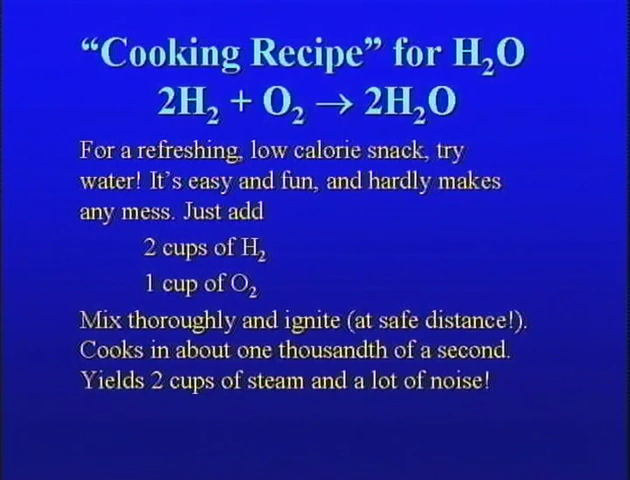 “Cooking Recipe” for H₂O
2H₂ + O₂ → 2H₂O
For a refreshing, low calorie snack, try
water! It’s easy and fun, and hardly makes
any mess. Just add
2 cups of H₂
1 cup of O₂
Mix thoroughly and ignite (at safe distance!).
Cooks in about one thousandth of a second.
Yields 2 cups of steam and a lot of noise!